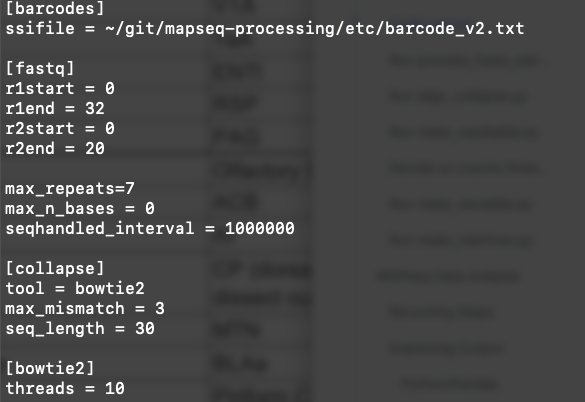 [barcodes]
ssifile = ~/git/mapseq-processing/etc/barcode_v2.txt
[fastq]
r1start = 0
r1end = 32
r2start = 0
r2end = 20
max_repeats=7
max_n_bases = 0
seqhandled_interval = 1000000
[collapse]
tool = bowtie2
max_mismatch = 3
seq_length = 30
[bowtie2]
threads = 10